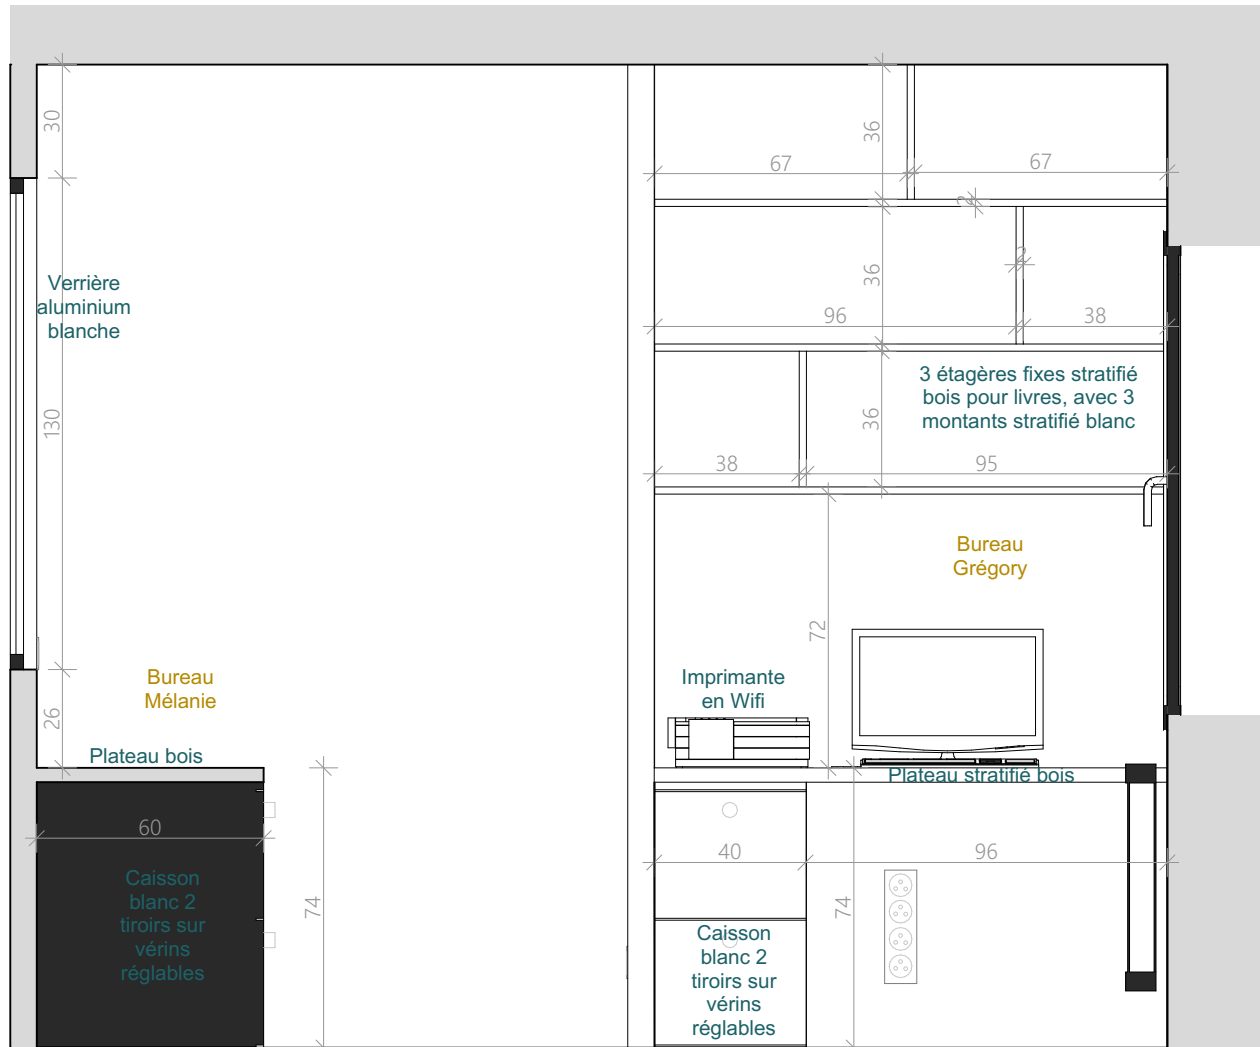 30
36
67
67
2
Verrière
aluminium
blanche
36
2
96
38
130
3 étagères fixes stratifié
bois pour livres, avec 3
montants stratifié blanc
36
38
95
Bureau
Grégory
72
Bureau
Mélanie
26
Imprimante
en Wifi
Plateau bois
Plateau stratifié bois
60
40
96
Caisson
blanc 2
tiroirs sur
vérins
réglables
74
74
Caisson
blanc 2
tiroirs sur
vérins
réglables